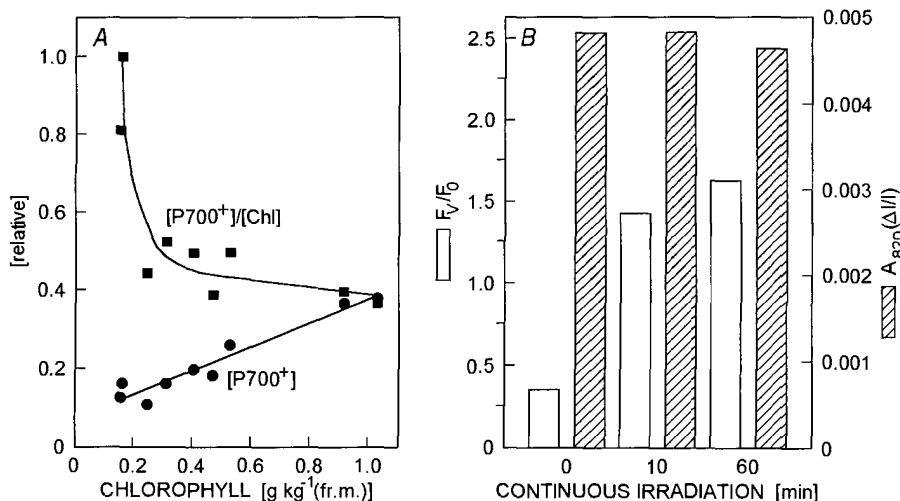 A
[relative]
1.0
0.8
0.6
0.4
0.2
0
[P700⁺]/[Chl]
[P700⁺]
0 0.2 0.4 0.6 0.8 1.0
CHLOROPHYLL [g kg⁻¹(fr.m.)]
B
F_V/F_0
2.5
2.0
1.5
1.0
0.5
0
0.005
0.004
0.003
0.002
0.001
0
A₈₂₀(ΔI/I)
0 10 60
CONTINUOUS IRRADIATION [min]